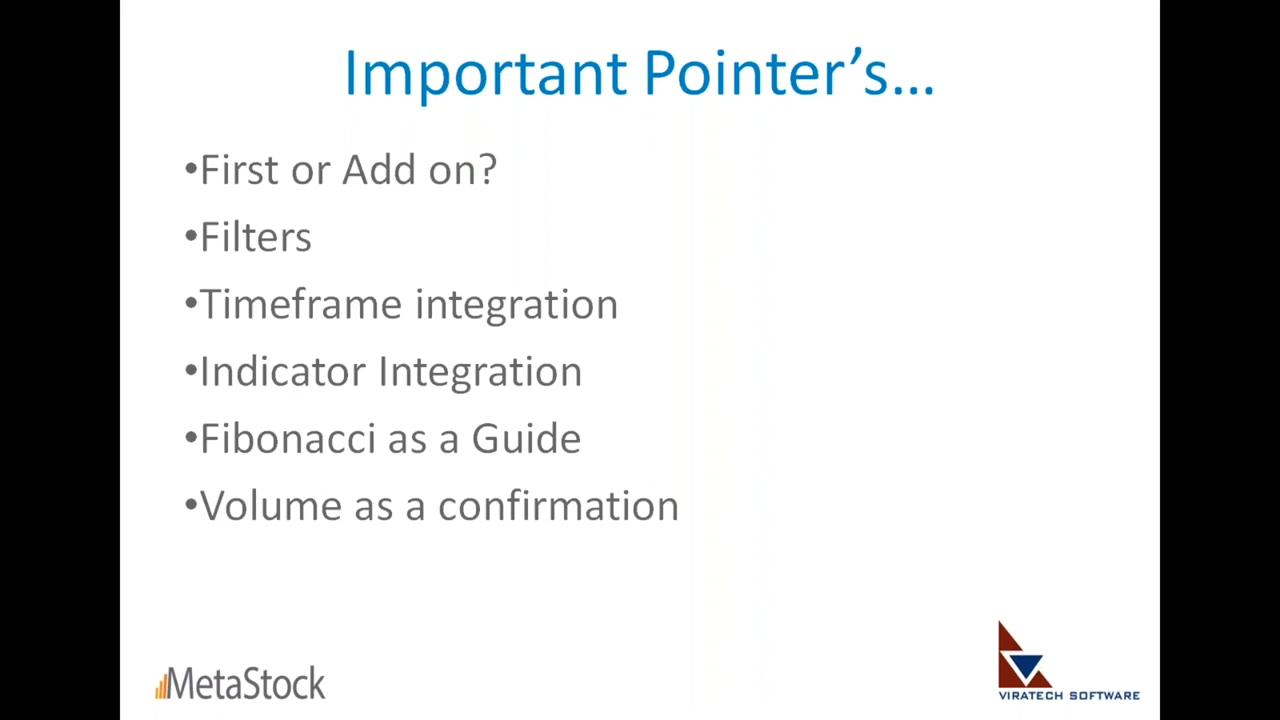 Important Pointer’s...
•First or Add on?
•Filters
•Timeframe integration
•Indicator Integration
•Fibonacci as a Guide
•Volume as a confirmation
MetaStock
VIRATECH SOFTWARE